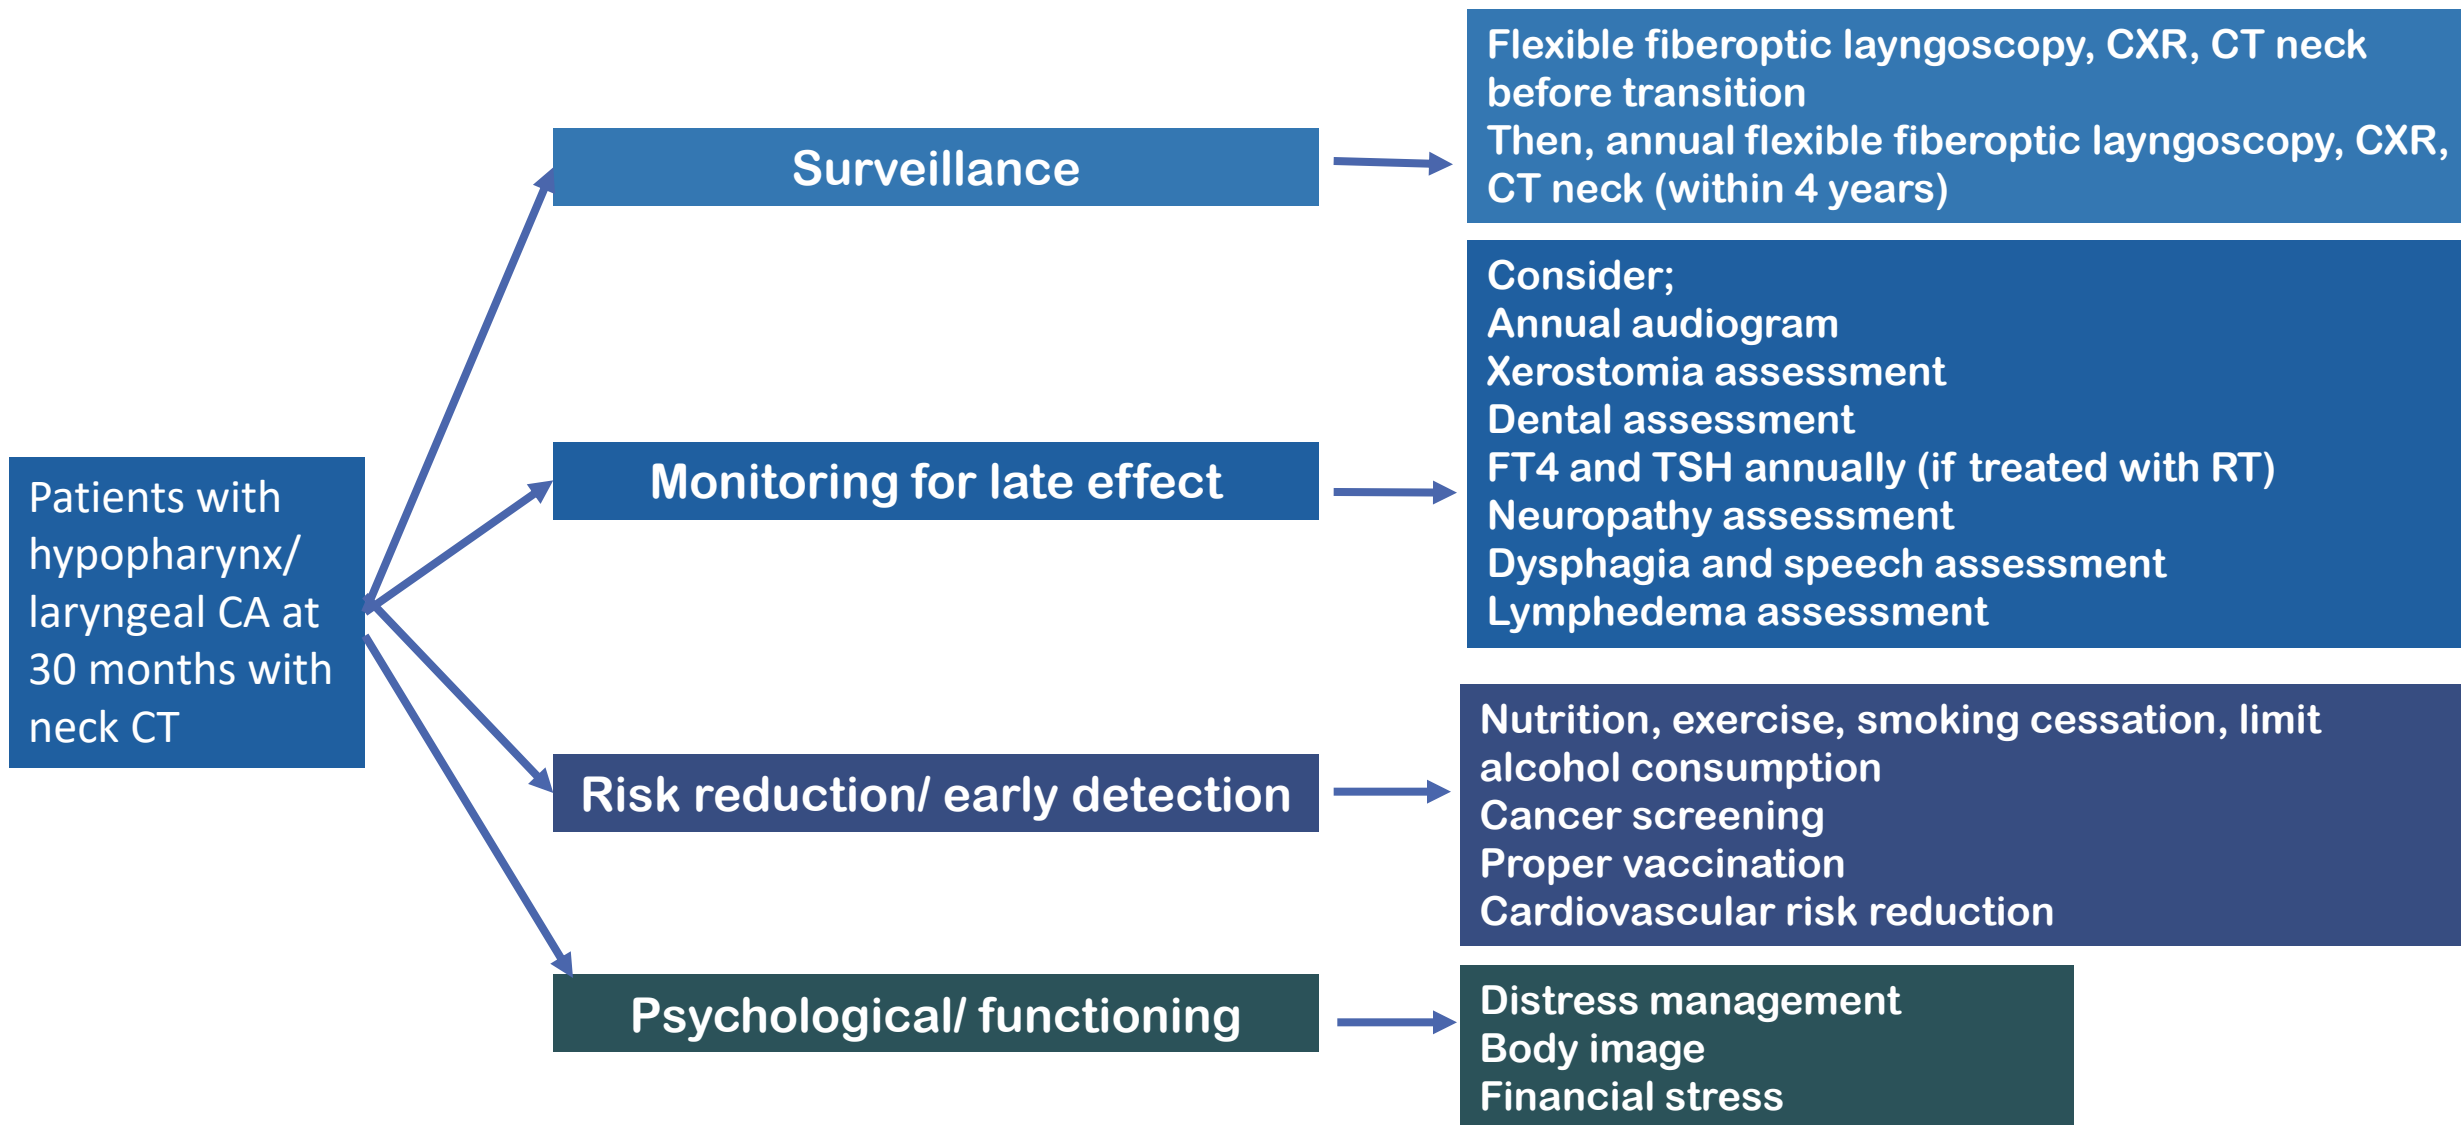 Patients with
hypopharynx/
laryngeal CA at
30 months with
neck CT
Surveillance
Flexible fiberoptic layngoscopy, CXR, CT neck
before transition
Then, annual flexible fiberoptic layngoscopy, CXR,
CT neck (within 4 years)
Monitoring for late effect
Consider;
Annual audiogram
Xerostomia assessment
Dental assessment
FT4 and TSH annually (if treated with RT)
Neuropathy assessment
Dysphagia and speech assessment
Lymphedema assessment
Risk reduction/ early detection
Nutrition, exercise, smoking cessation, limit
alcohol consumption
Cancer screening
Proper vaccination
Cardiovascular risk reduction
Psychological/ functioning
Distress management
Body image
Financial stress